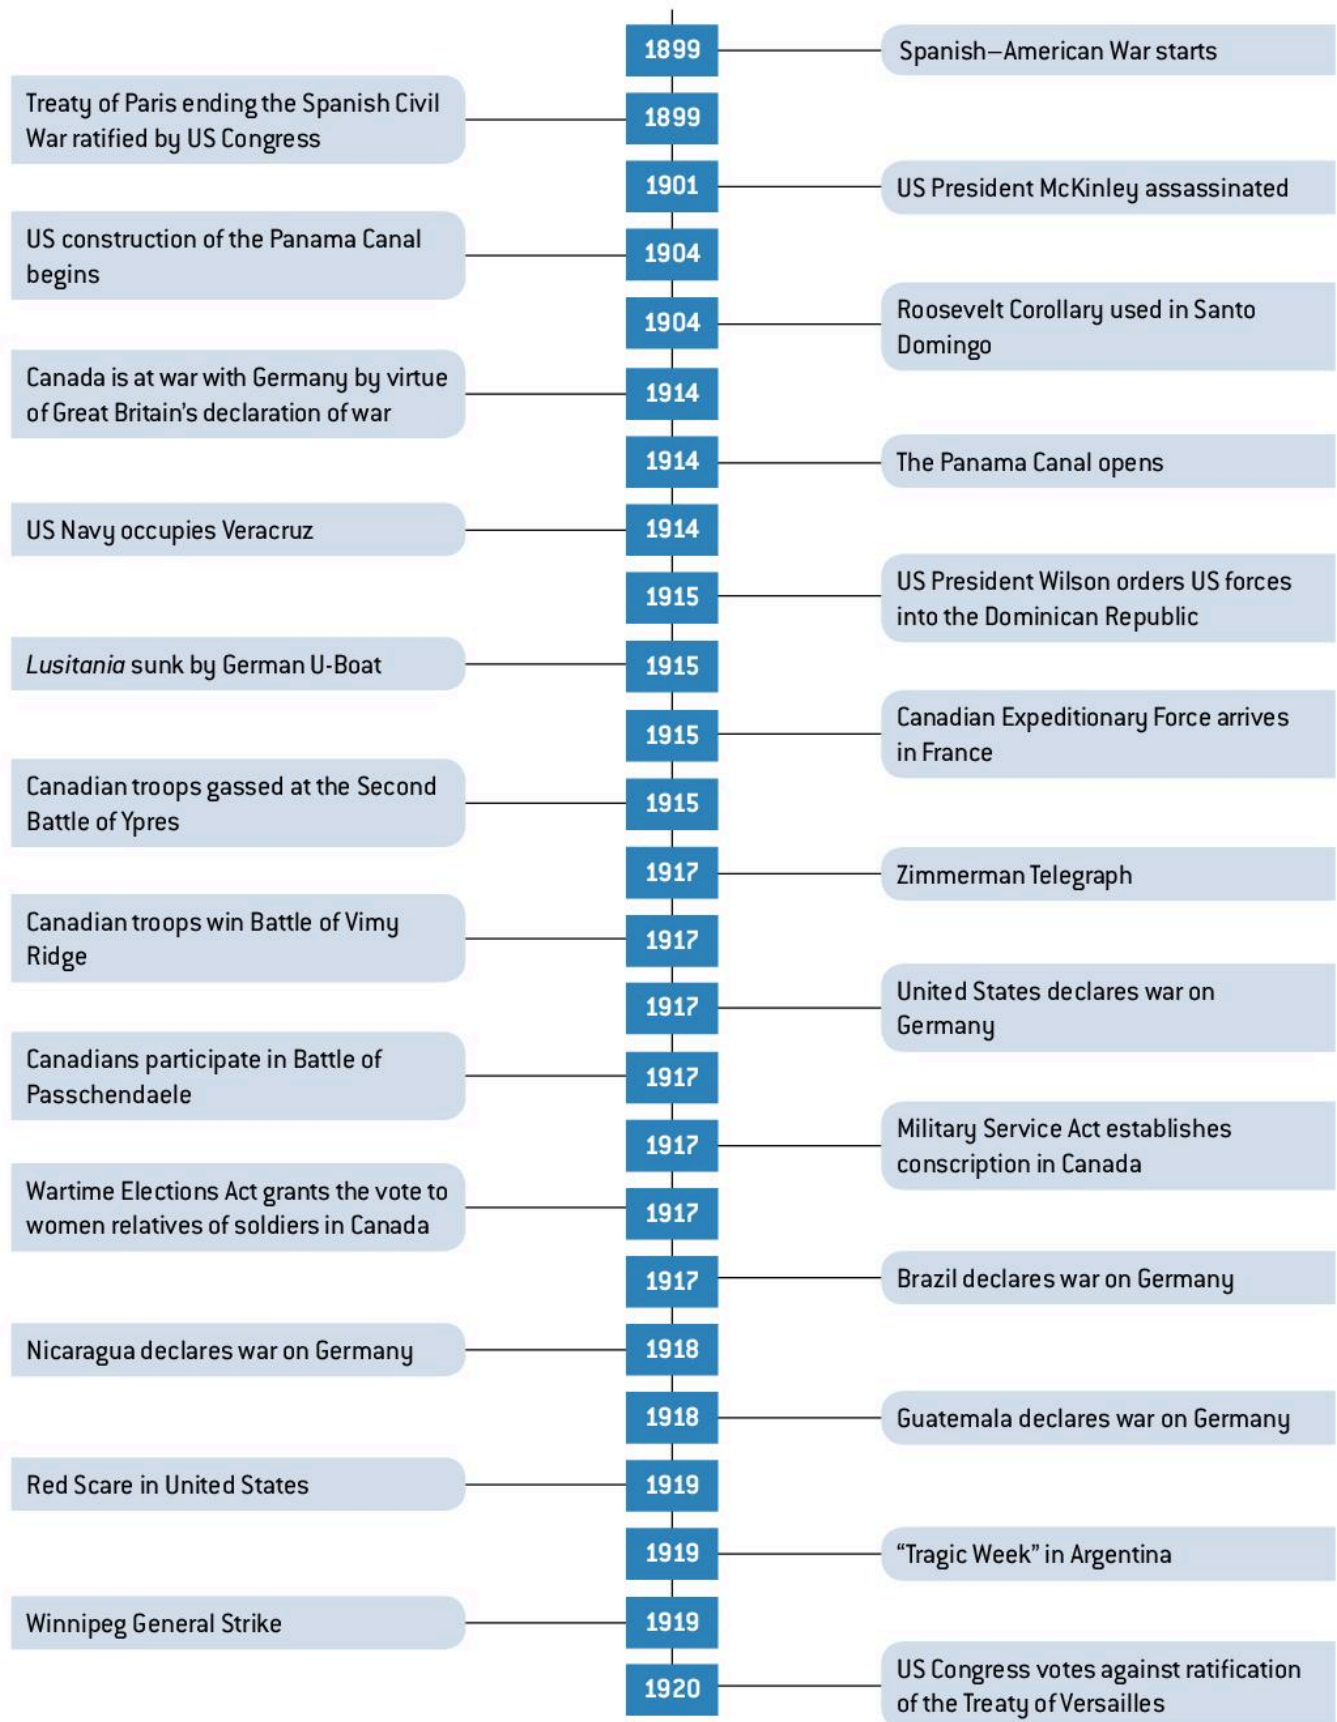 1899
Spanish–American War starts
Treaty of Paris ending the Spanish Civil
War ratified by US Congress
1899
1901
US President McKinley assassinated
US construction of the Panama Canal
begins
1904
1904
Roosevelt Corollary used in Santo
Domingo
Canada is at war with Germany by virtue
of Great Britain's declaration of war
1914
1914
The Panama Canal opens
US Navy occupies Veracruz
1914
1915
US President Wilson orders US forces
into the Dominican Republic
Lusitania sunk by German U-Boat
1915
1915
Canadian Expeditionary Force arrives
in France
Canadian troops gassed at the Second
Battle of Ypres
1915
1917
Zimmerman Telegraph
Canadian troops win Battle of Vimy
Ridge
1917
1917
United States declares war on
Germany
Canadians participate in Battle of
Passchendaele
1917
1917
Military Service Act establishes
conscription in Canada
Wartime Elections Act grants the vote to
women relatives of soldiers in Canada
1917
1917
Brazil declares war on Germany
Nicaragua declares war on Germany
1918
1918
Guatemala declares war on Germany
Red Scare in United States
1919
1919
“Tragic Week” in Argentina
Winnipeg General Strike
1919
1920
US Congress votes against ratification
of the Treaty of Versailles